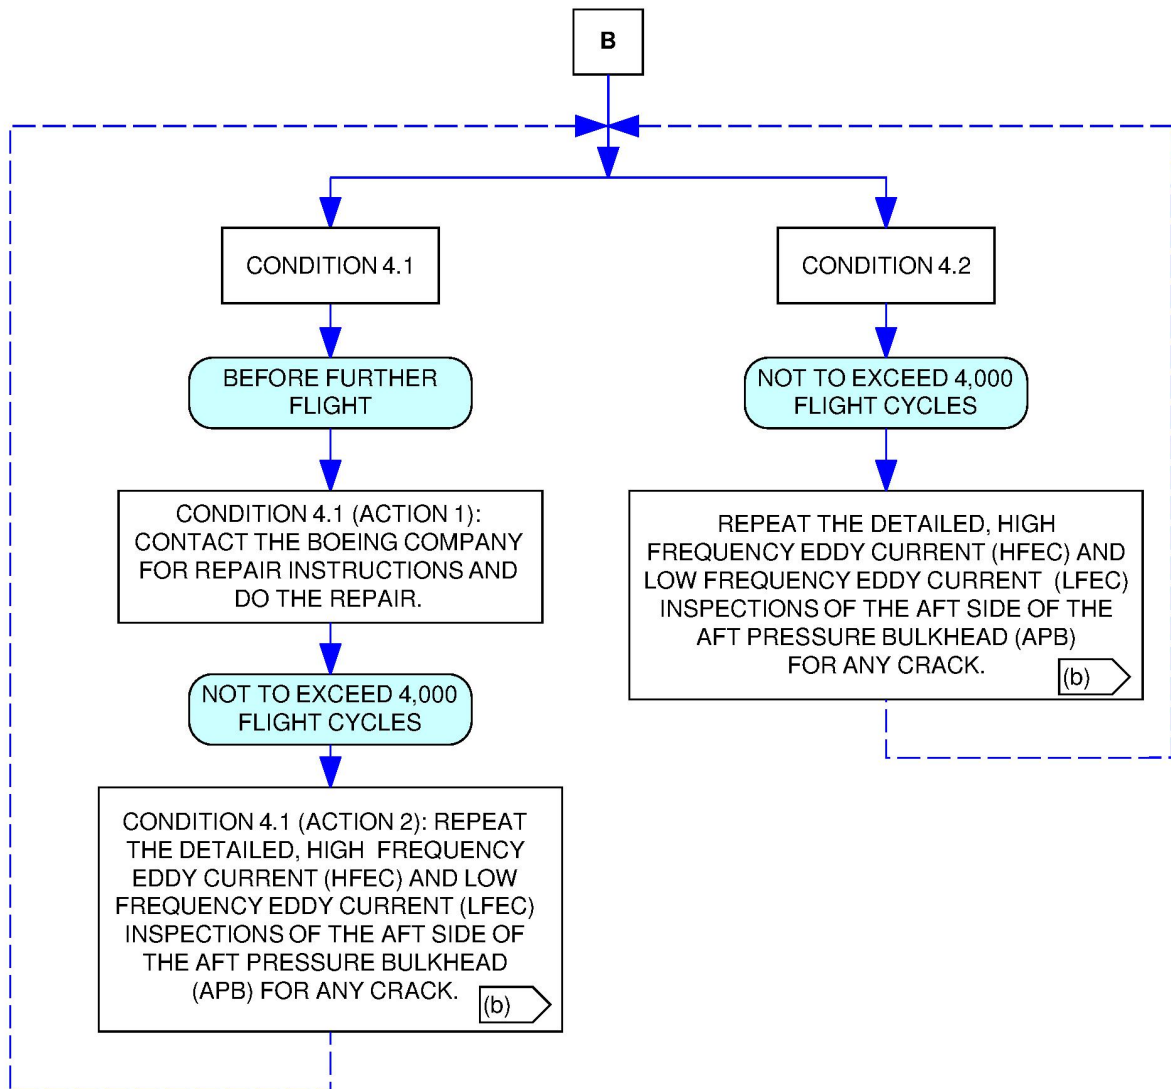 B
CONDITION 4.1
CONDITION 4.2
BEFORE FURTHER
FLIGHT
NOT TO EXCEED 4,000
FLIGHT CYCLES
CONDITION 4.1 (ACTION 1):
CONTACT THE BOEING COMPANY
FOR REPAIR INSTRUCTIONS AND
DO THE REPAIR.
REPEAT THE DETAILED, HIGH
FREQUENCY EDDY CURRENT (HFEC) AND
LOW FREQUENCY EDDY CURRENT (LFEC)
INSPECTIONS OF THE AFT SIDE OF THE
AFT PRESSURE BULKHEAD (APB)
FOR ANY CRACK.
(b)
NOT TO EXCEED 4,000
FLIGHT CYCLES
CONDITION 4.1 (ACTION 2): REPEAT
THE DETAILED, HIGH FREQUENCY
EDDY CURRENT (HFEC) AND LOW
FREQUENCY EDDY CURRENT (LFEC)
INSPECTIONS OF THE AFT SIDE OF
THE AFT PRESSURE BULKHEAD
(APB) FOR ANY CRACK.
(b)